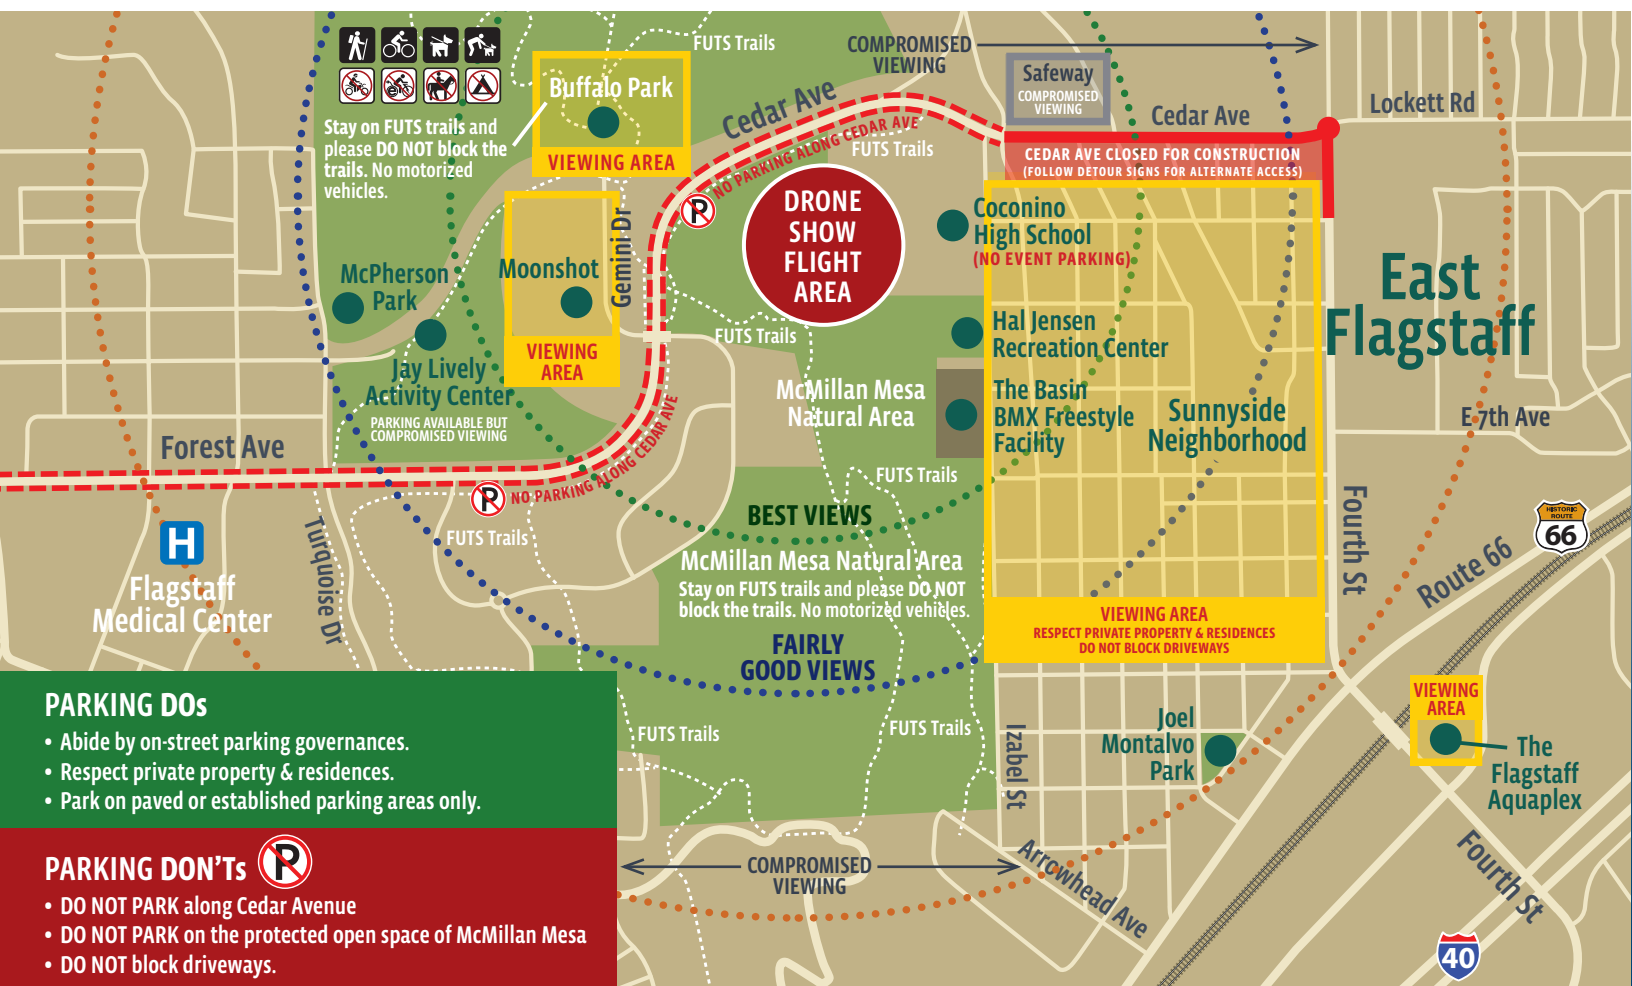 FUTS Trails
COMPROMISED
VIEWING
Safeway
COMPROMISED
VIEWING
Buffalo Park
VIEWING AREA
Cedar Ave
NO PARKING ALONG CEDAR AVE
FUTS Trails
Cedar Ave
Lockett Rd
Stay on FUTS trails and
please DO NOT block the
trails. No motorized
vehicles.
CEDAR AVE CLOSED FOR CONSTRUCTION
(FOLLOW DETOUR SIGNS FOR ALTERNATE ACCESS)
P
DRONE
SHOW
FLIGHT
AREA
Coconino
High School
(NO EVENT PARKING)
East
Flagstaff
McPherson
Park
Moonshot
Gemini Dr
VIEWING
AREA
FUTS Trails
Hal Jensen
Recreation Center
Jay Lively
Activity Center
PARKING AVAILABLE BUT
COMPROMISED VIEWING
McMillan Mesa
Natural Area
The Basin
BMX Freestyle
Facility
Sunnyside
Neighborhood
E 7th Ave
Forest Ave
P
NO PARKING ALONG CEDAR AVE
FUTS Trails
FUTS Trails
BEST VIEWS
McMillan Mesa Natural Area
Stay on FUTS trails and please DO NOT
block the trails. No motorized vehicles.
FAIRLY
GOOD VIEWS
H
Flagstaff
Medical Center
Turquoise Dr
Fourth St
Route 66
HISTORIC
ROUTE
66
VIEWING AREA
RESPECT PRIVATE PROPERTY & RESIDENCES
DO NOT BLOCK DRIVEWAYS
VIEWING
AREA
The
Flagstaff
Aquaplex
Joel
Montalvo
Park
FUTS Trails
FUTS Trails
Izabel St
Arrowhead Ave
Fourth St
40
COMPROMISED
VIEWING
PARKING DOs
• Abide by on-street parking governances.
• Respect private property & residences.
• Park on paved or established parking areas only.
PARKING DON'Ts
P
• DO NOT PARK along Cedar Avenue
• DO NOT PARK on the protected open space of McMillan Mesa
• DO NOT block driveways.